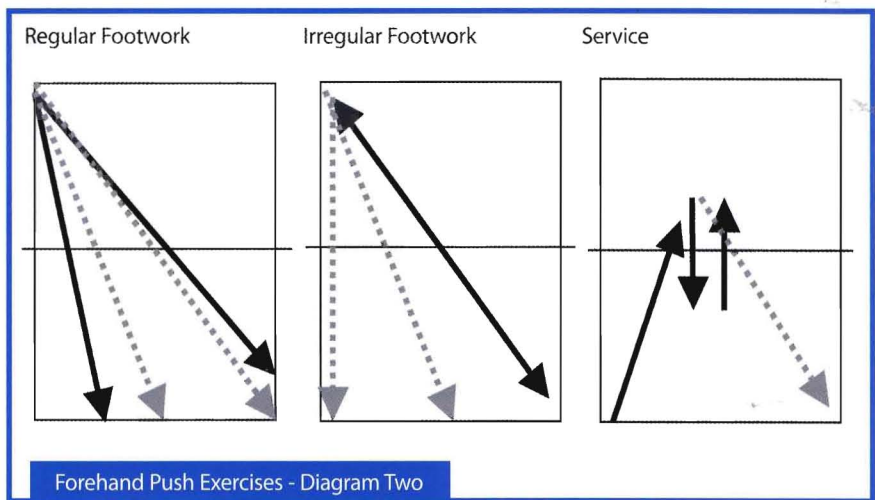 Regular Footwork
Irregular Footwork
Service
Forehand Push Exercises - Diagram Two